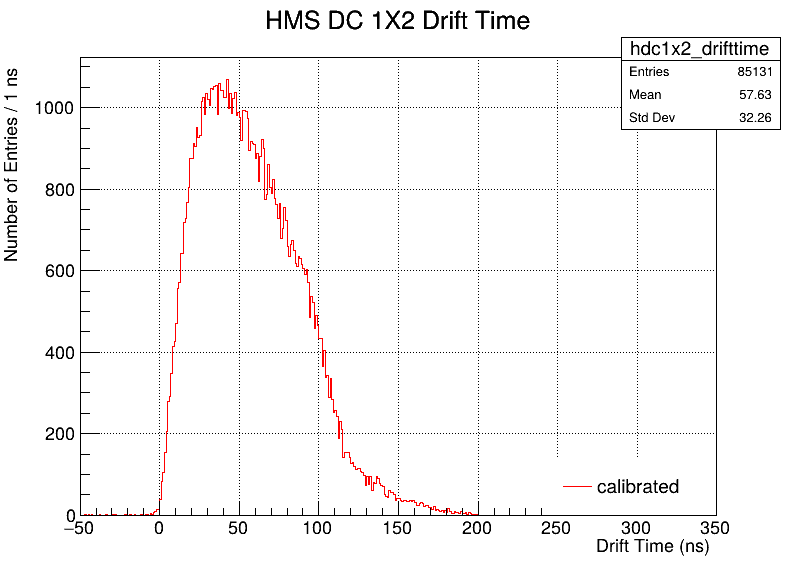 HMS DC 1X2 Drift Time
hdc1x2_drifttime
Entries 85131
Mean 57.63
Std Dev 32.26
Number of Entries / 1 ns
1000
800
600
400
200
0
−50 0 50 100 150 200 250 300 350
calibrated
Drift Time (ns)